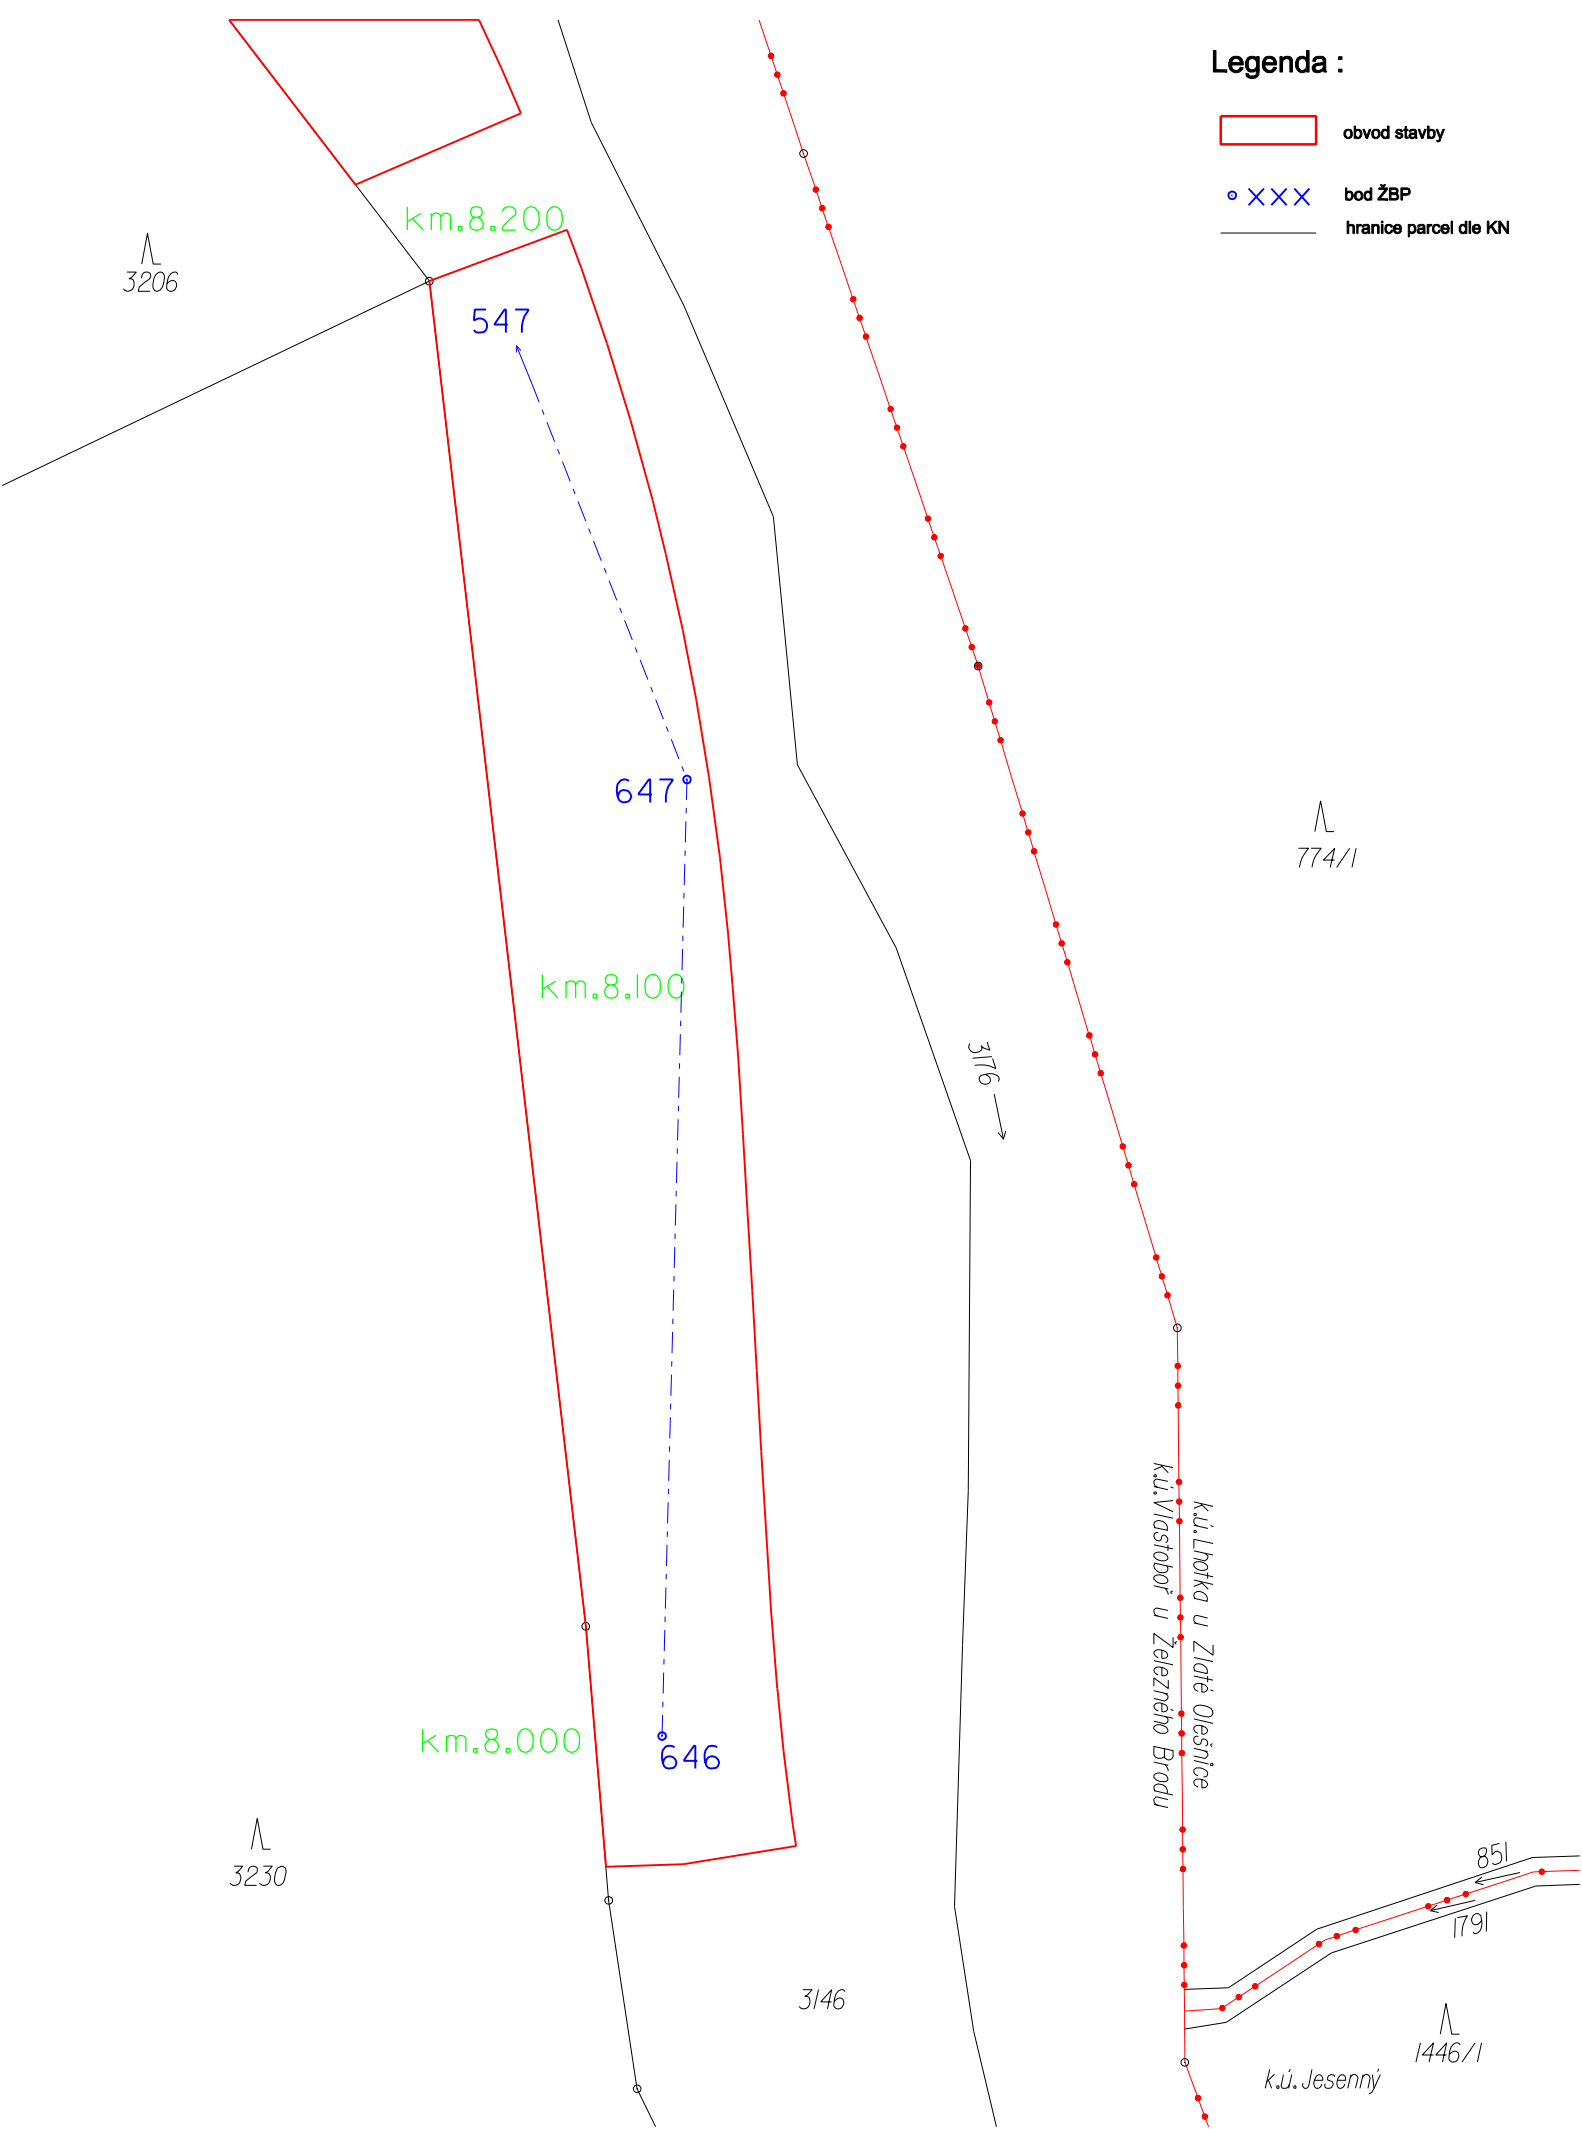 Legenda :
obvod stavby
× × × bod ŽBP
hranice parcel dle KN
km.8.200
3206
547
647
774/1
km.8.100
3176
k.ú.Lhotka u Zlaté Olešnice
k.ú.Vlastiboř u Železného Brodu
km.8.000
646
3230
851
1791
3146
1446/1
k.ú.Jesenný